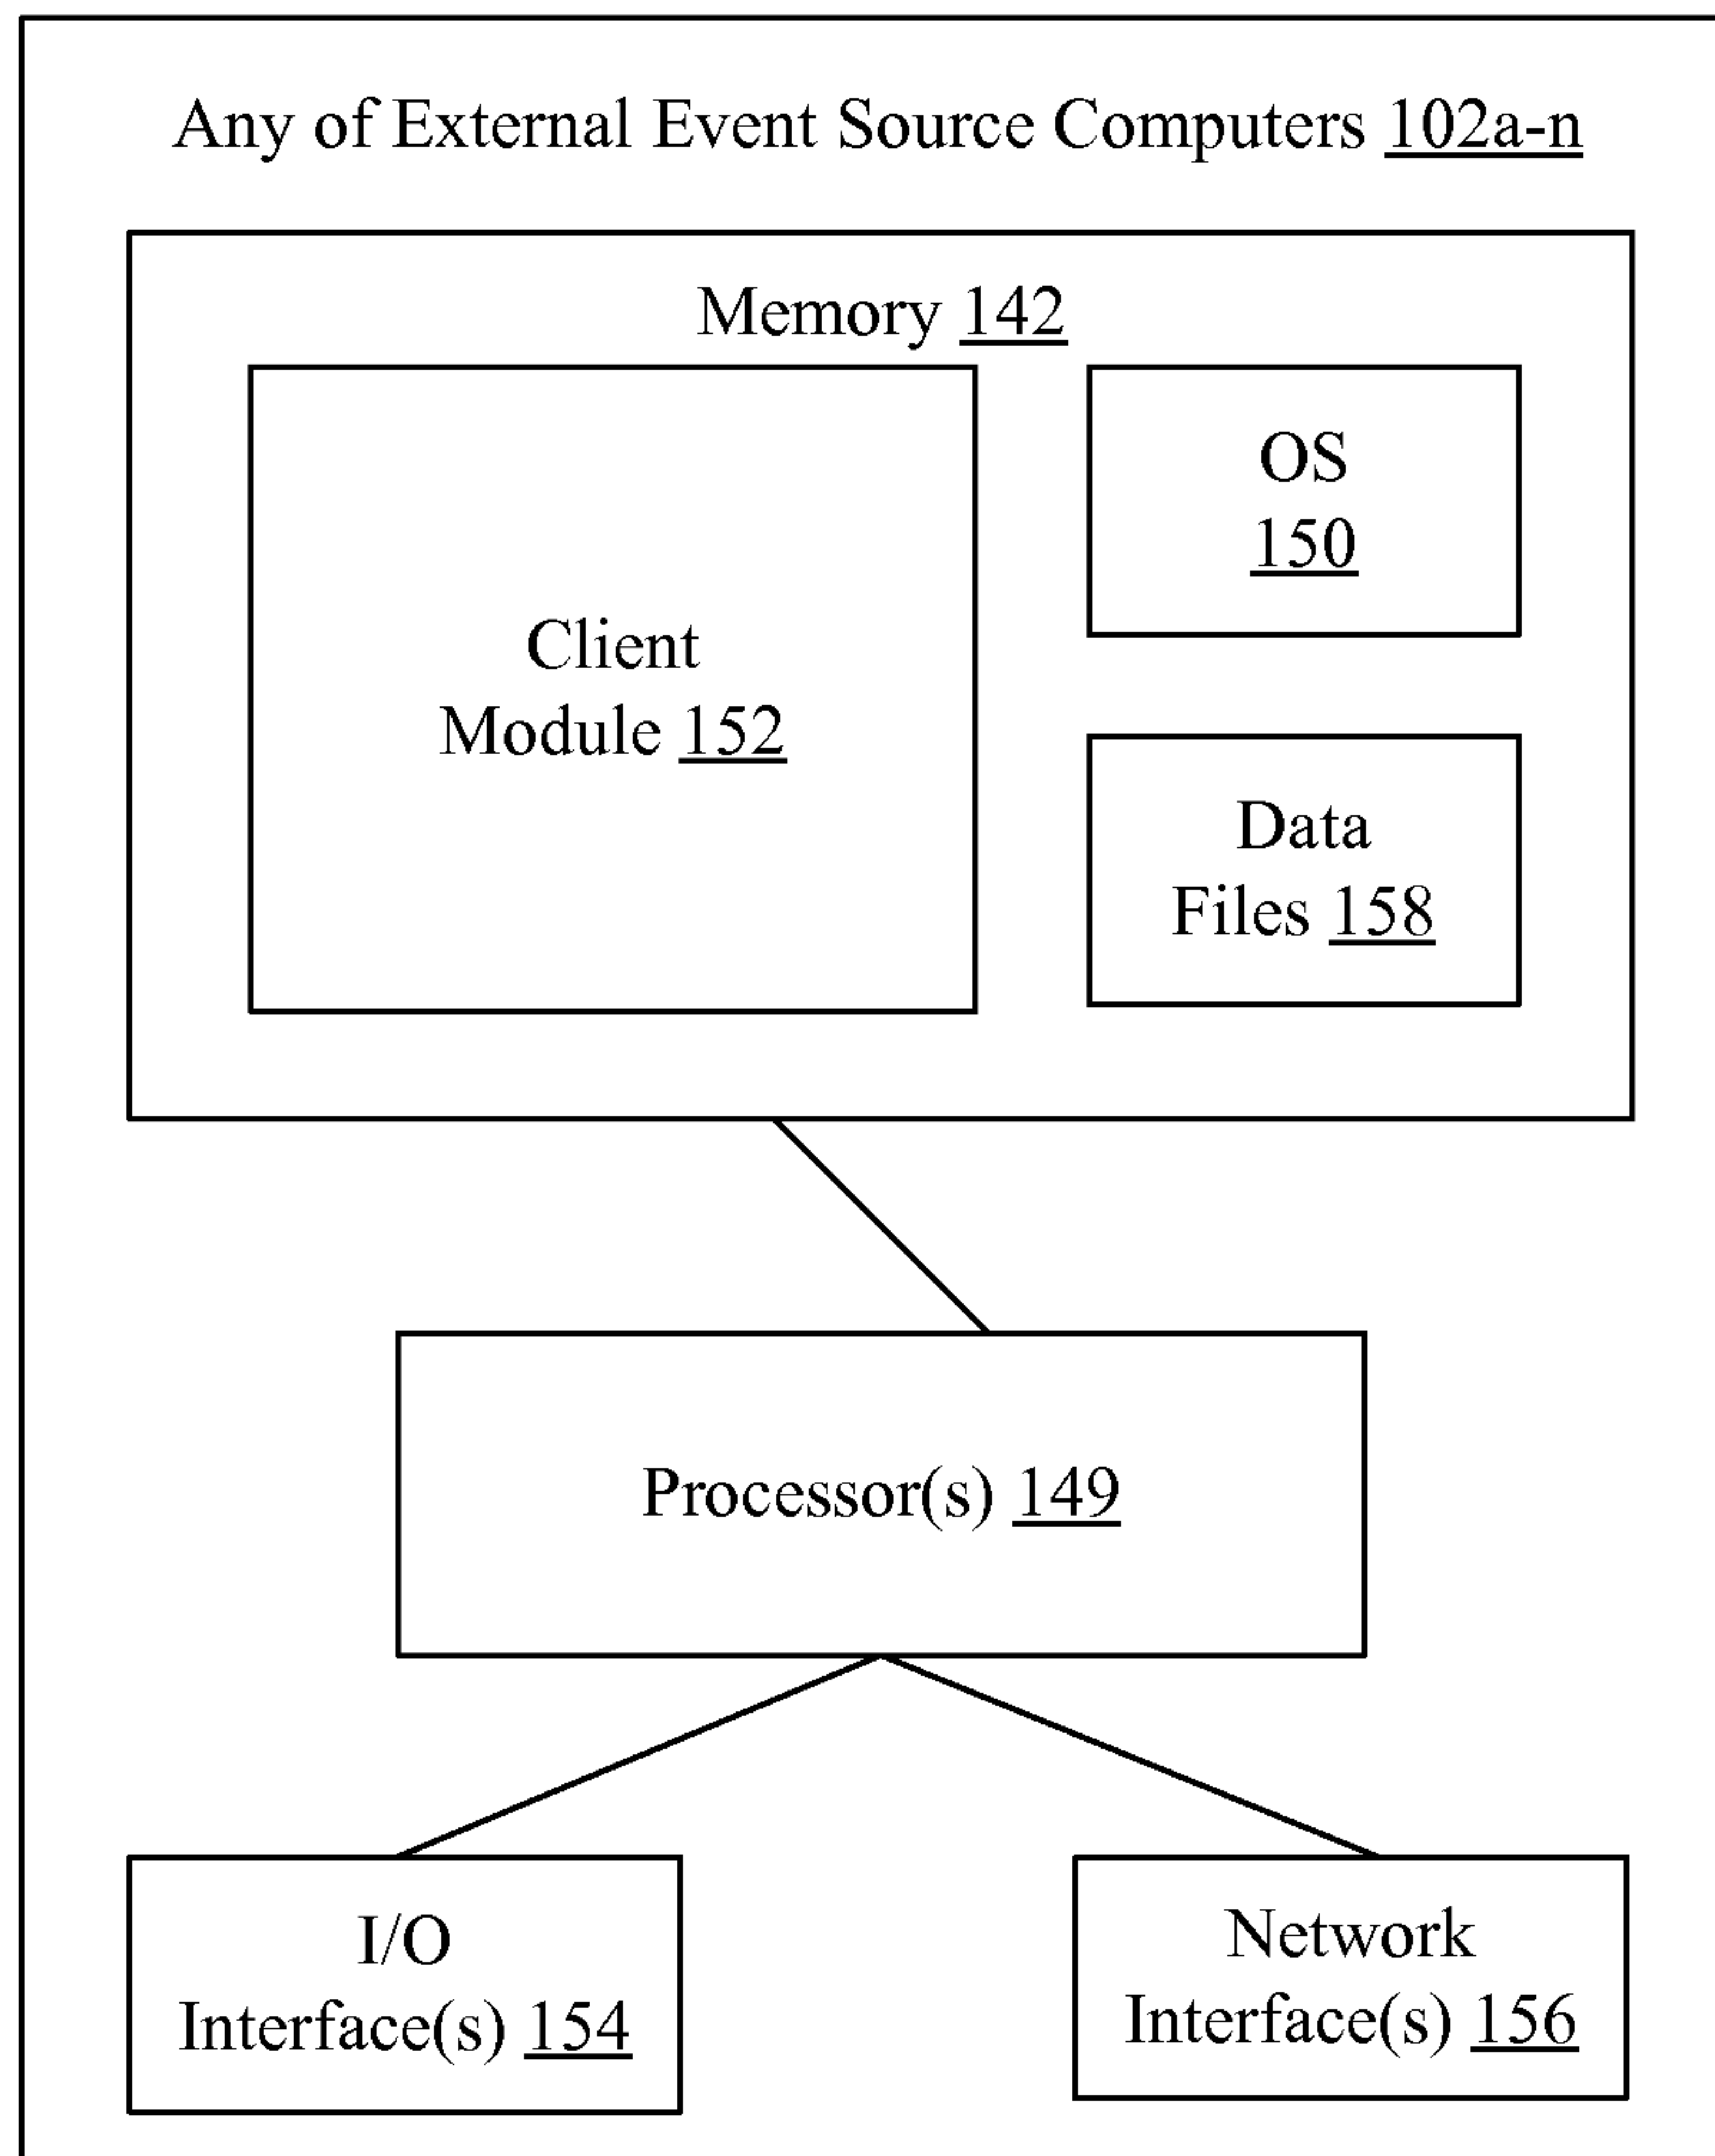 Any of External Event Source Computers 102a-n
Memory 142
Client
Module 152
OS
150
Data
Files 158
Processor(s) 149
I/O
Interface(s) 154
Network
Interface(s) 156